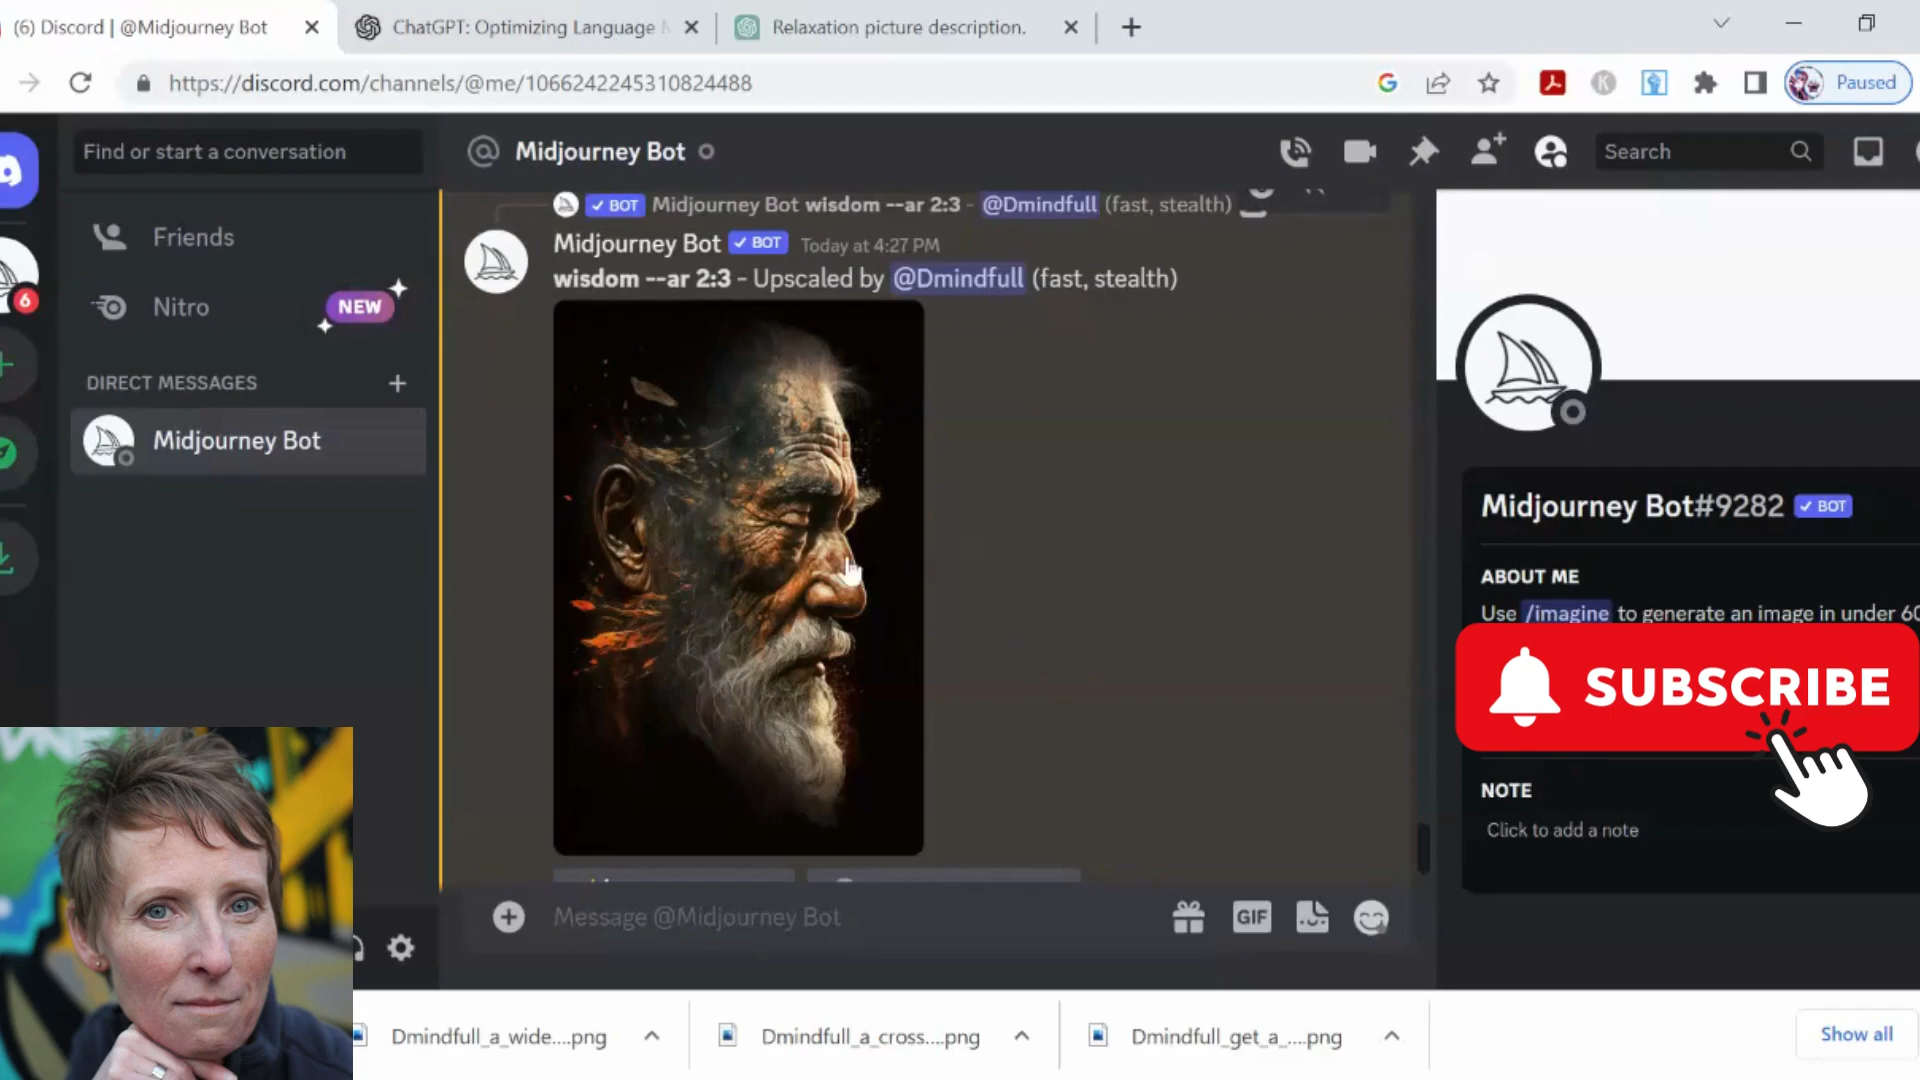 (6) Discord | @Midjourney Bot
ChatGPT: Optimizing Language
Relaxation picture description.
https://discord.com/channels/@me/1066242245310824488
Paused
Find or start a conversation
Midjourney Bot
Search
Friends
Nitro
NEW
DIRECT MESSAGES
Midjourney Bot
6
BOT Midjourney Bot wisdom --ar 2:3 - @Dmindfull (fast, stealth)
Midjourney Bot BOT Today at 4:27 PM
wisdom --ar 2:3 - Upscaled by @Dmindfull (fast, stealth)
Message @Midjourney Bot
GIF
Midjourney Bot#9282 BOT
ABOUT ME
Use /imagine to generate an image in under 60
SUBSCRIBE
NOTE
Click to add a note
Dmindfull_a_wide....png
Dmindfull_a_cross....png
Dmindfull_get_a_....png
Show all